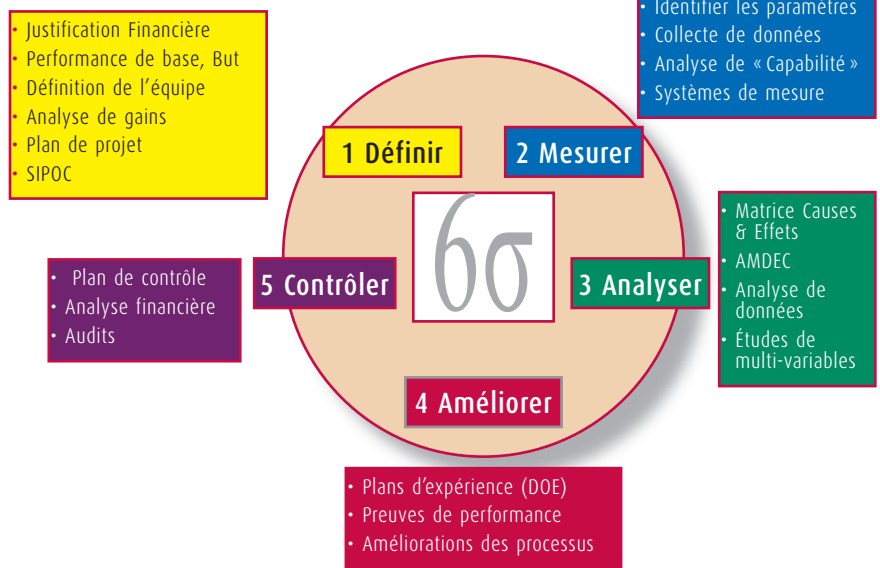 • Justification Financière
• Performance de base, But
• Définition de l'équipe
• Analyse de gains
• Plan de projet
• SIPOC
• Identifier les paramètres
• Collecte de données
• Analyse de « Capabilité »
• Systèmes de mesure
1 Définir
2 Mesurer
6σ
• Matrice Causes
& Effets
• AMDEC
• Analyse de
données
• Études de
multi-variables
• Plan de contrôle
• Analyse financière
• Audits
5 Contrôler
3 Analyser
4 Améliorer
• Plans d'expérience (DOE)
• Preuves de performance
• Améliorations des processus